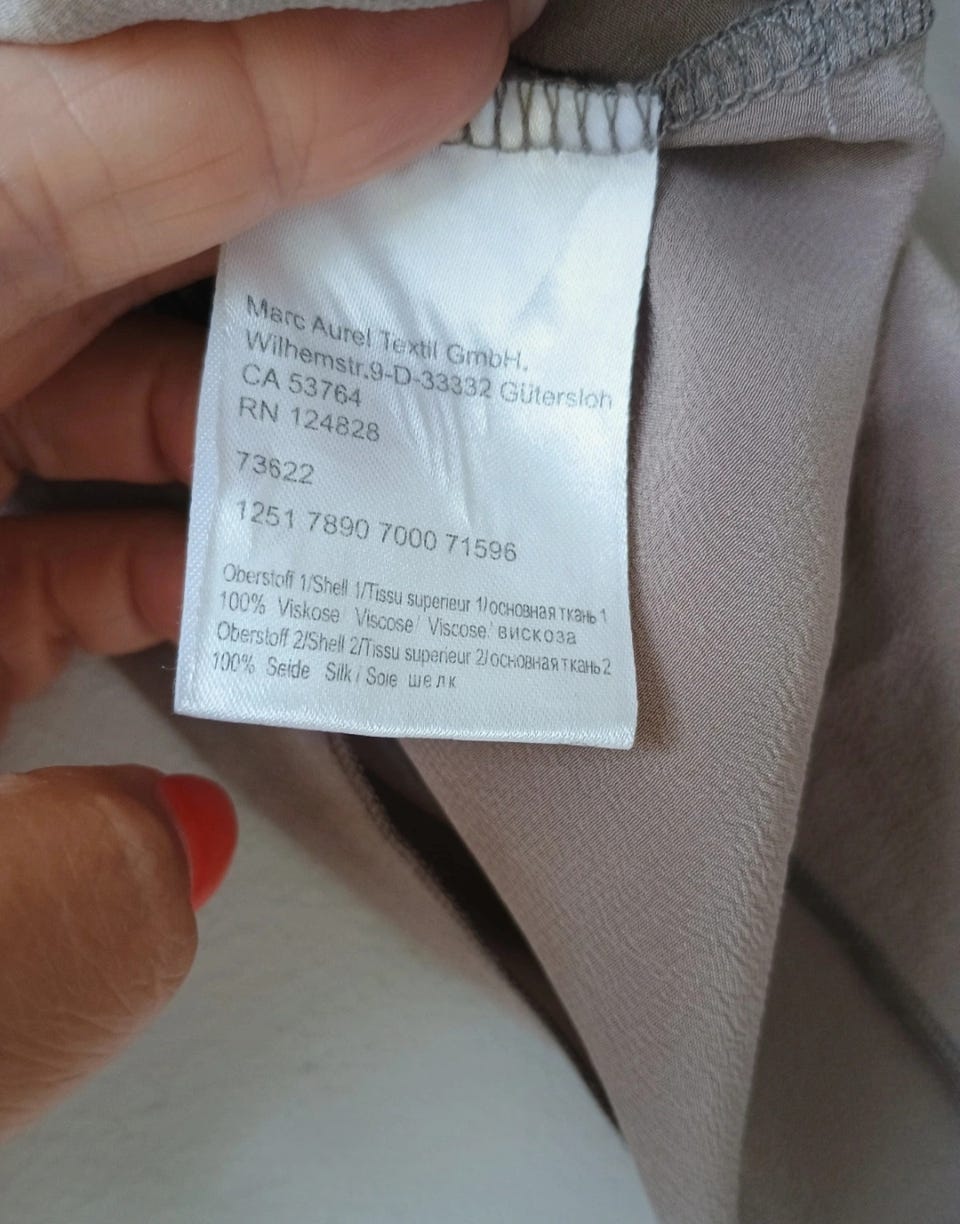 Marc Aurel Textil GmbH,
Wilhemstr.9-D-33332 Gütersloh
CA 53764
RN 124828
73622
1251 7890 7000 71596
Oberstoff 1/Shell 1/Tissu superieur 1/основная ткань 1
100% Viskose Viscose/ Viscose/ вискоза
Oberstoff 2/Shell 2/Tissu superieur 2/основная ткань 2
100% Seide Silk / Soie шелк